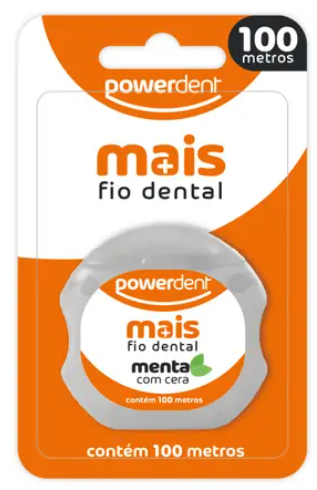 100
metros
powerdent
mais
fio dental
powerdent
mais
fio dental
menta
com cera
contém 100 metros
contém 100 metros